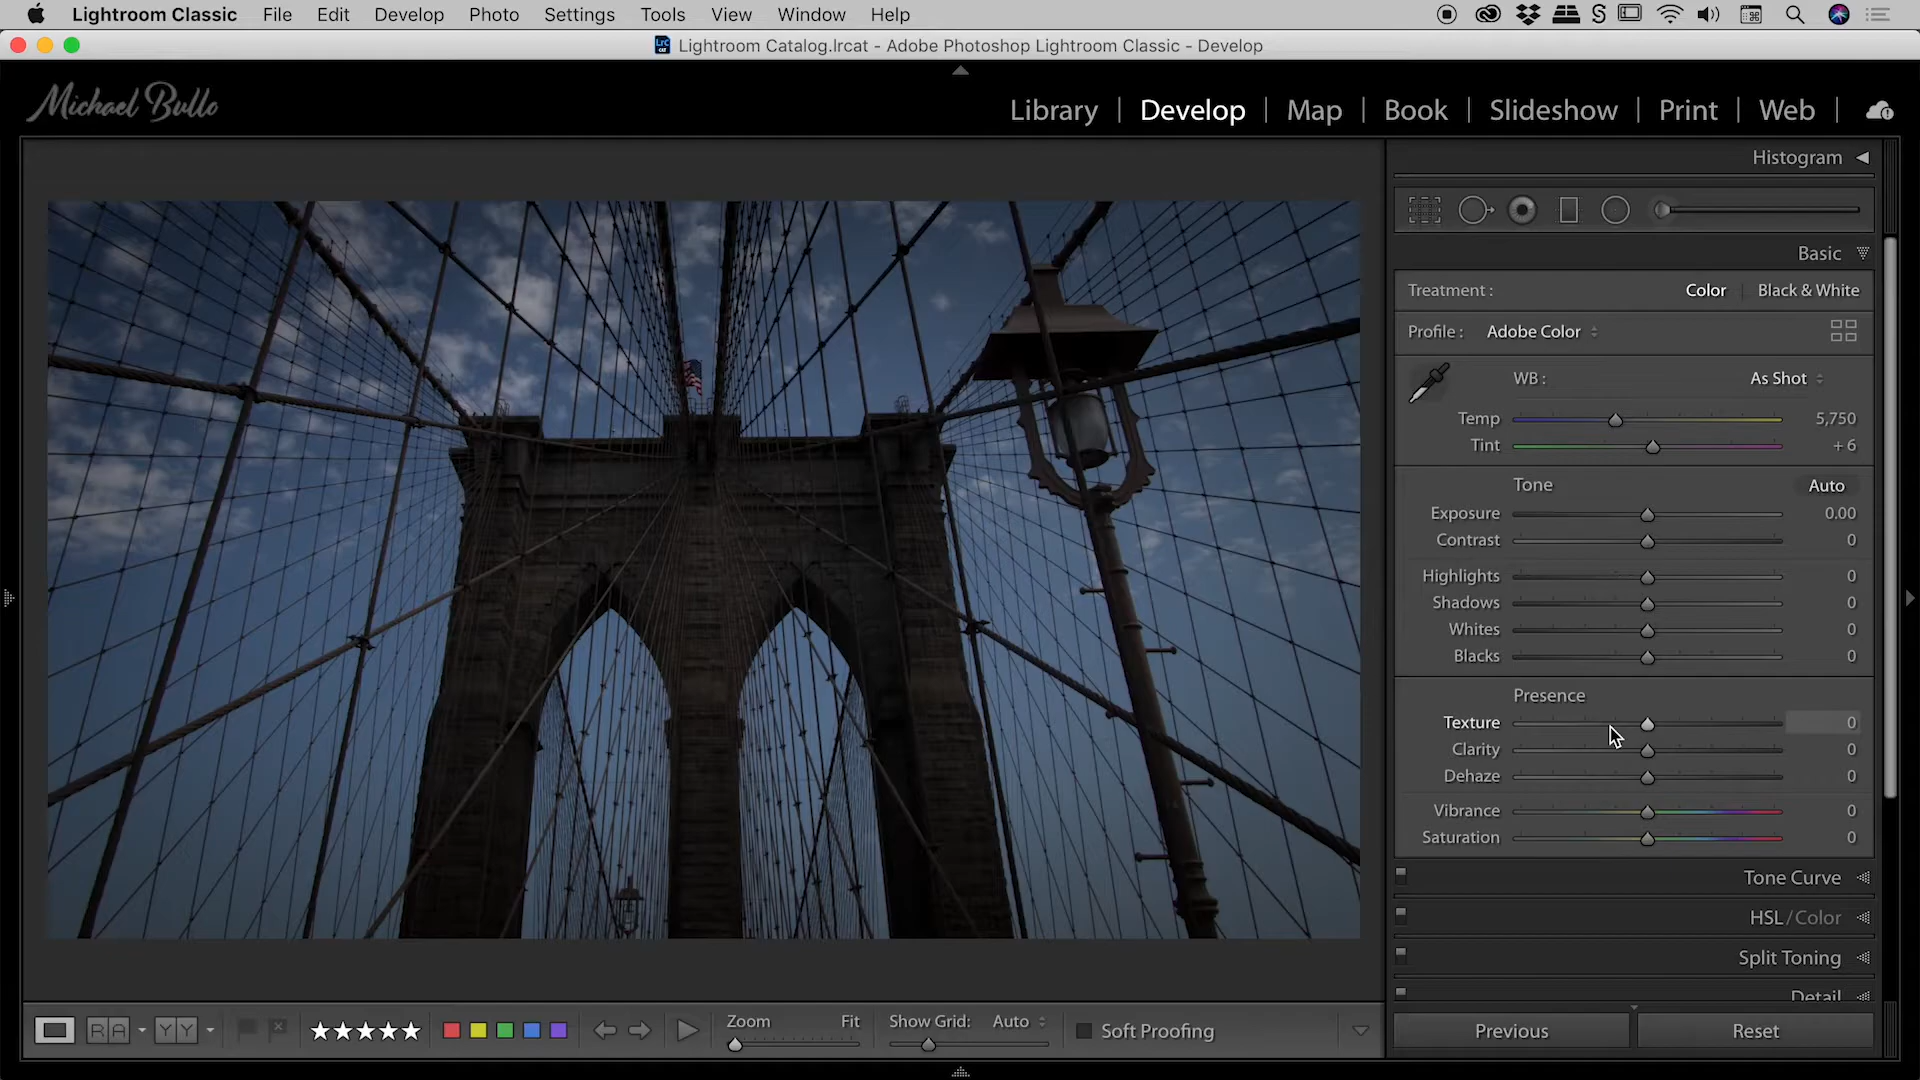 Lightroom Classic File Edit Develop Photo Settings Tools View Window Help
Lightroom Catalog.lrcat - Adobe Photoshop Lightroom Classic - Develop
Michael Bullo
Library | Develop | Map | Book | Slideshow | Print | Web |
Histogram
Basic
Treatment : Color Black & White
Profile : Adobe Color
WB : As Shot
Temp 5,750
Tint + 6
Tone Auto
Exposure 0.00
Contrast 0
Highlights 0
Shadows 0
Whites 0
Blacks 0
Presence
Texture 0
Clarity 0
Dehaze 0
Vibrance 0
Saturation 0
Tone Curve
HSL / Color
Split Toning
Detail
R A Y Y Zoom Fit Show Grid: Auto Soft Proofing Previous Reset